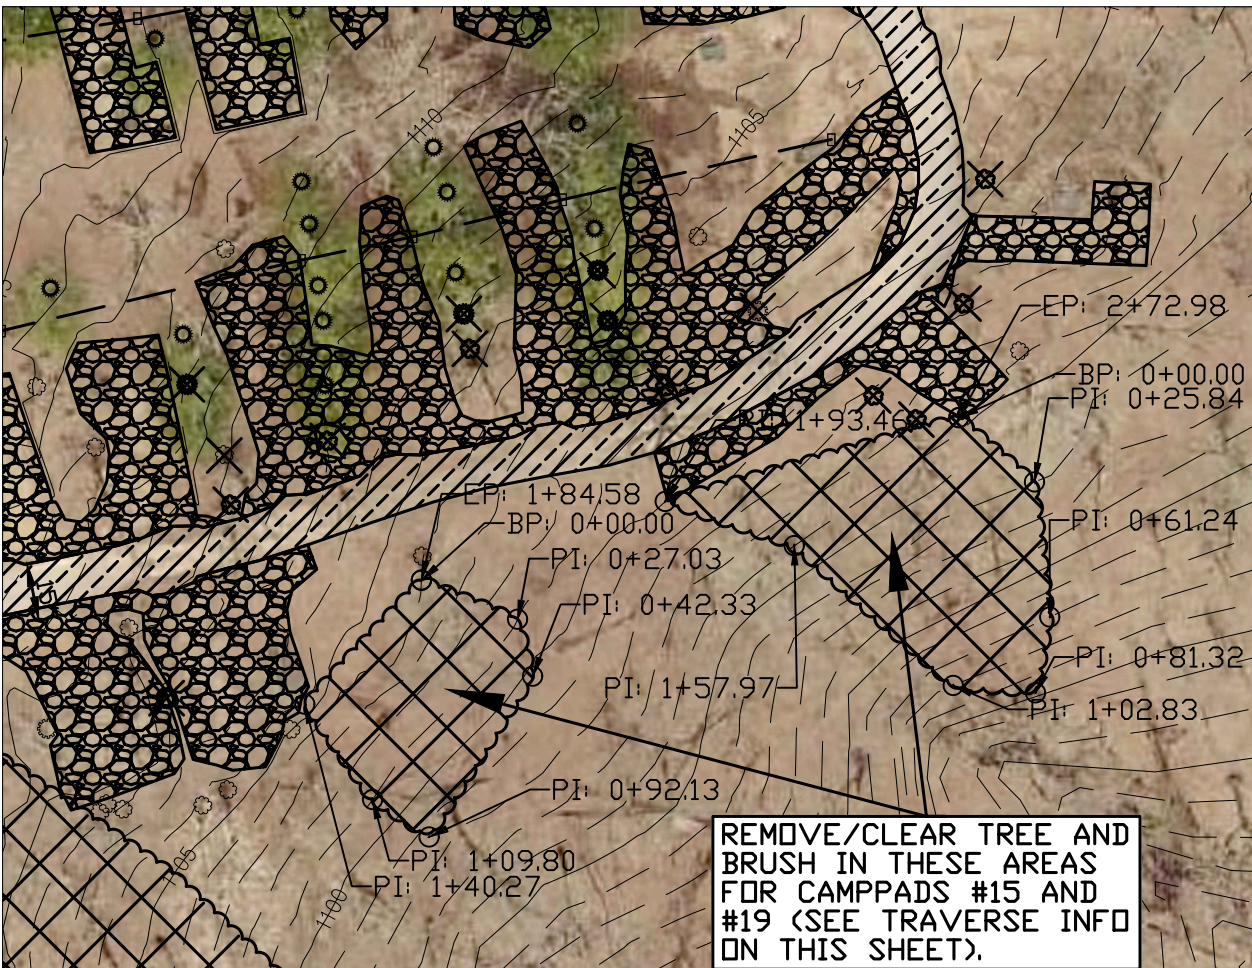 1110
1105
EP: 2+72.98
BP: 0+00.00
PI: 0+25.84
PI: 1+93.46
EP: 1+84.58
BP: 0+00.00
PI: 0+61.24
PI: 0+27.03
15'
PI: 0+42.33
PI: 0+81.32
PI: 1+57.97
PI: 1+02.83
PI: 0+92.13
PI: 1+09.80
PI: 1+40.27
1105
1100
REMOVE/CLEAR TREE AND
BRUSH IN THESE AREAS
FOR CAMPPADS #15 AND
#19 (SEE TRAVERSE INFO
ON THIS SHEET).